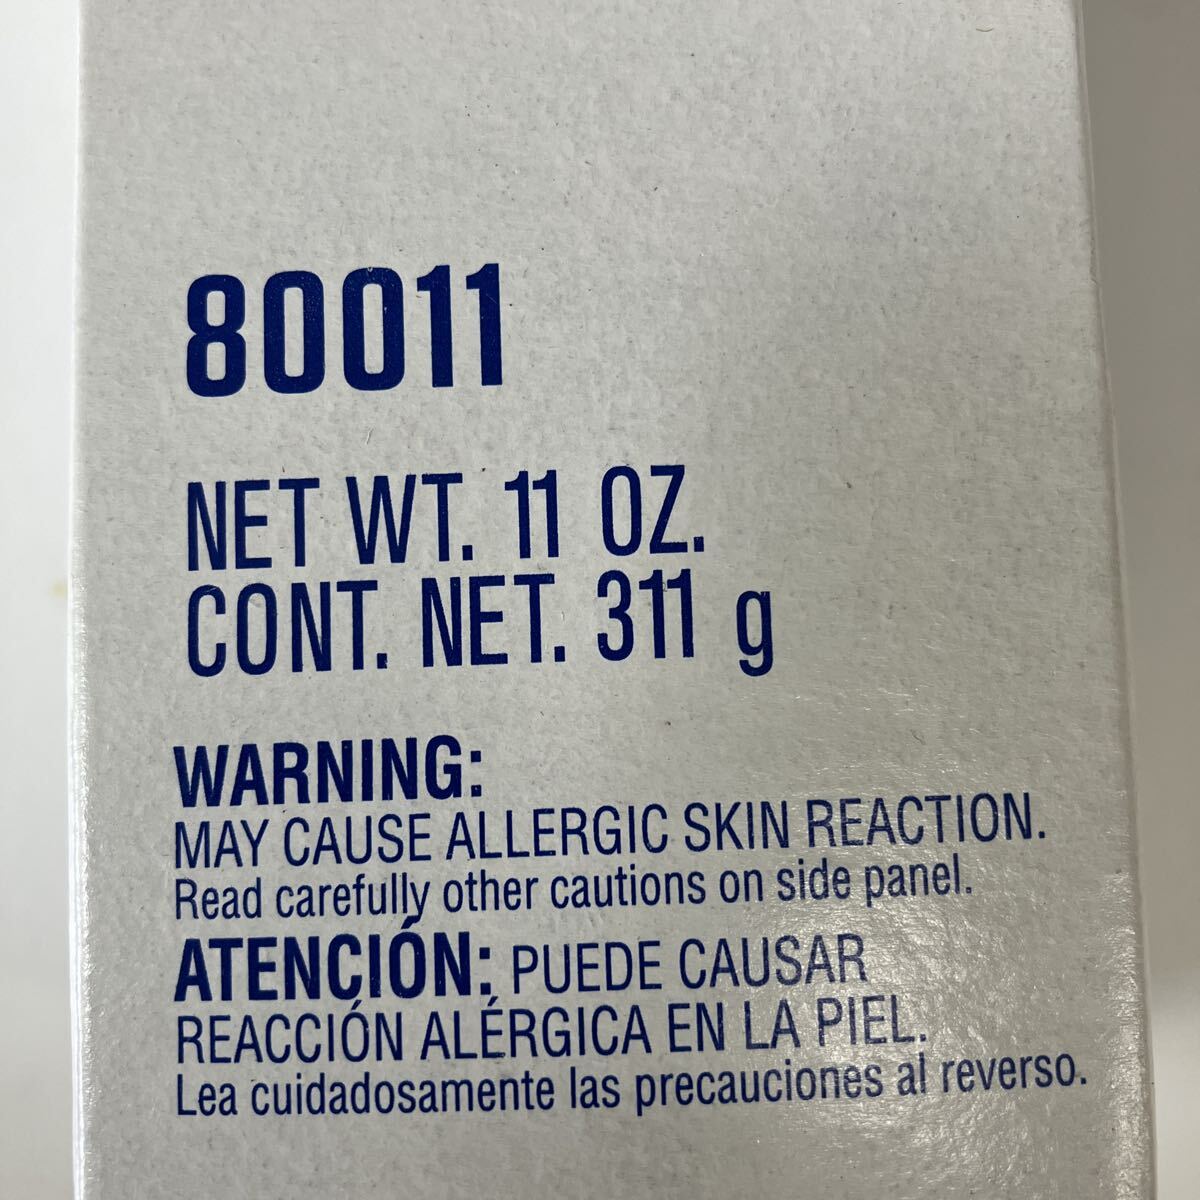 80011
NET WT. 11 OZ.
CONT. NET. 311 g
WARNING:
MAY CAUSE ALLERGIC SKIN REACTION.
Read carefully other cautions on side panel.
ATENCIÓN: PUEDE CAUSAR
REACCIÓN ALÉRGICA EN LA PIEL.
Lea cuidadosamente las precauciones al reverso.